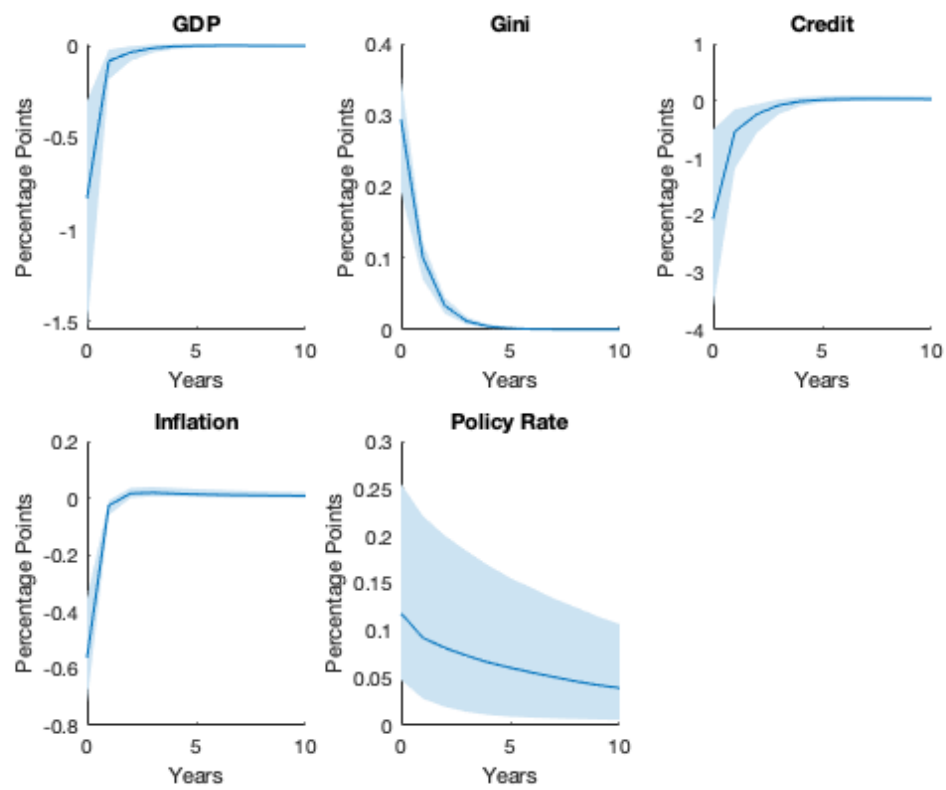 GDP
0
-0.5
-1
-1.5
Percentage Points
0 5 10
Years
Gini
0.4
0.3
0.2
0.1
0
Percentage Points
0 5 10
Years
Credit
1
0
-1
-2
-3
-4
Percentage Points
0 5 10
Years
Inflation
0.2
0
-0.2
-0.4
-0.6
-0.8
Percentage Points
0 5 10
Years
Policy Rate
0.3
0.25
0.2
0.15
0.1
0.05
0
Percentage Points
0 5 10
Years